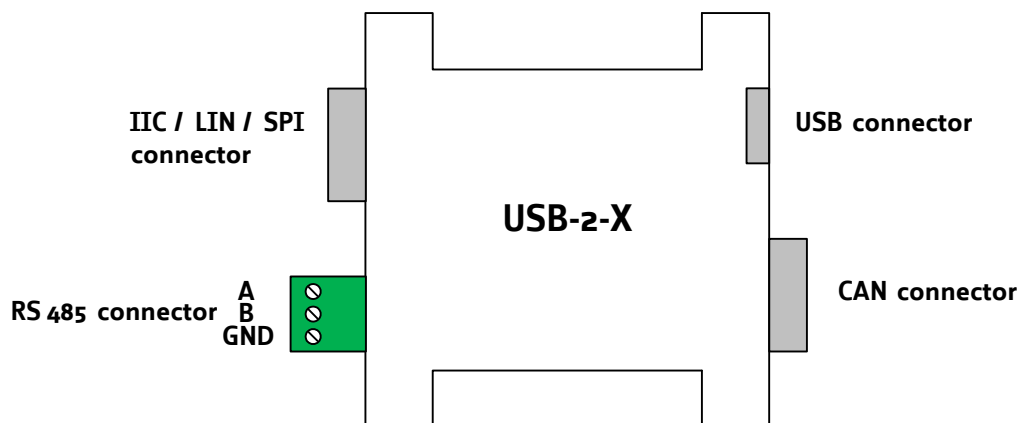 IIC / LIN / SPI
connector
USB connector
USB-2-X
RS 485 connector
A
B
GND
CAN connector